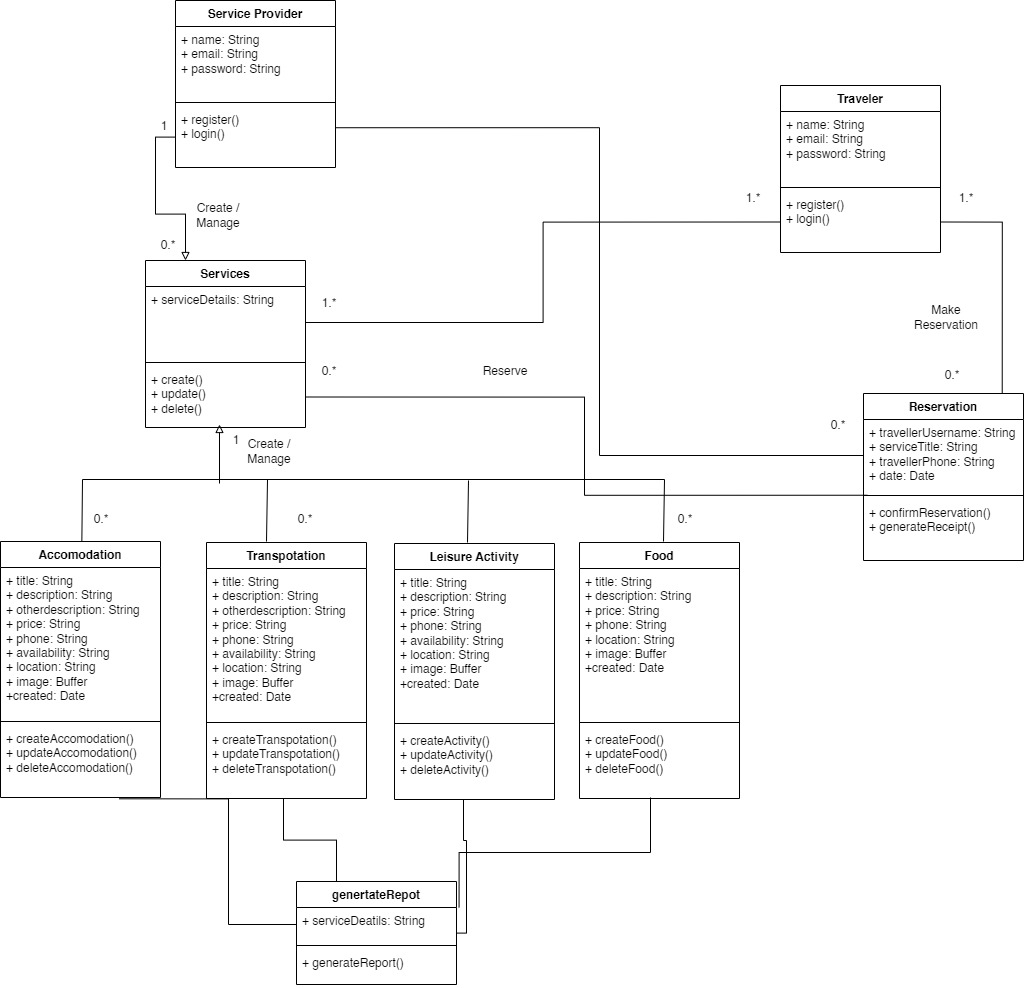 Service Provider
+ name: String
+ email: String
+ password: String
+ register()
+ login()
1
Create /
Manage
0.*
Traveler
+ name: String
+ email: String
+ password: String
+ register()
+ login()
1.*
1.*
Services
+ serviceDetails: String
+ create()
+ update()
+ delete()
1.*
0.*
Reserve
Make
Reservation
0.*
0.*
Reservation
+ travellerUsername: String
+ serviceTitle: String
+ travellerPhone: String
+ date: Date
+ confirmReservation()
+ generateReceipt()
1
Create /
Manage
0.*
0.*
0.*
Accomodation
+ title: String
+ description: String
+ otherdescription: String
+ price: String
+ phone: String
+ availability: String
+ location: String
+ image: Buffer
+created: Date
+ createAccomodation()
+ updateAccomodation()
+ deleteAccomodation()
Transpotation
+ title: String
+ description: String
+ otherdescription: String
+ price: String
+ phone: String
+ availability: String
+ location: String
+ image: Buffer
+created: Date
+ createTranspotation()
+ updateTranspotation()
+ deleteTranspotation()
Leisure Activity
+ title: String
+ description: String
+ price: String
+ phone: String
+ availability: String
+ location: String
+ image: Buffer
+created: Date
+ createActivity()
+ updateActivity()
+ deleteActivity()
Food
+ title: String
+ description: String
+ price: String
+ phone: String
+ location: String
+ image: Buffer
+created: Date
+ createFood()
+ updateFood()
+ deleteFood()
genertateRepot
+ serviceDeatils: String
+ generateReport()